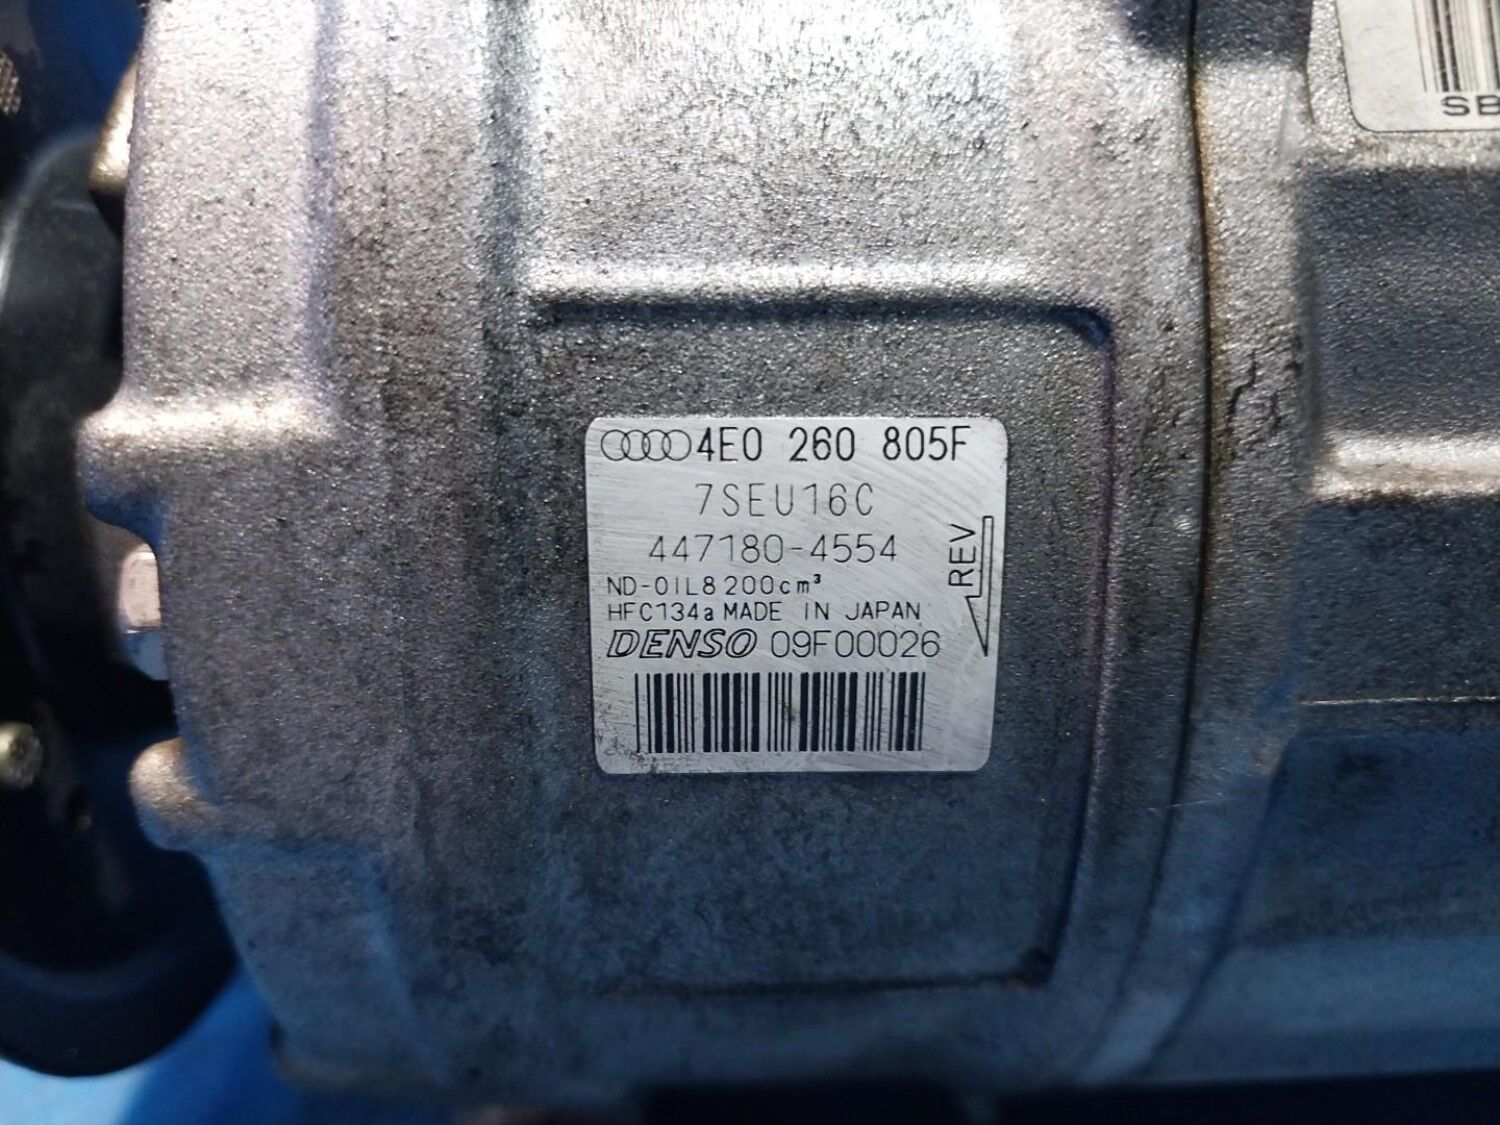 4E0 260 805F
7SEU16C
447180-4554
ND-OIL8 200cm³
HFC134a MADE IN JAPAN
DENSO 09F00026
REV
SB